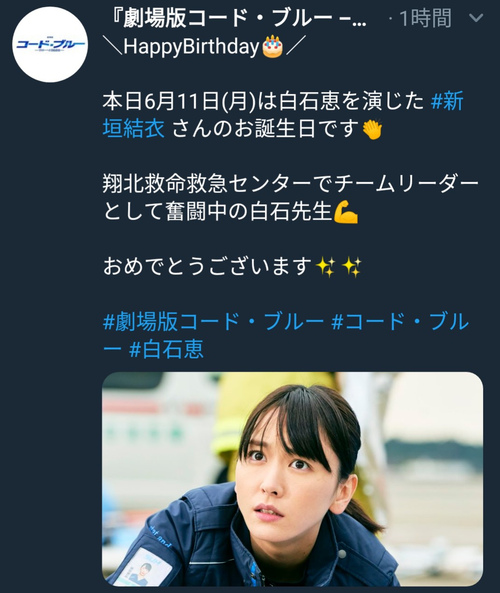 コード・ブルー
『劇場版コード・ブルー –... ・1時間
＼HappyBirthday🎂／
本日6月11日(月)は白石恵を演じた #新
垣結衣 さんのお誕生日です👏
翔北救命救急センターでチームリーダー
として奮闘中の白石先生💪
おめでとうございます✨✨
#劇場版コード・ブルー #コード・ブル
ー #白石恵